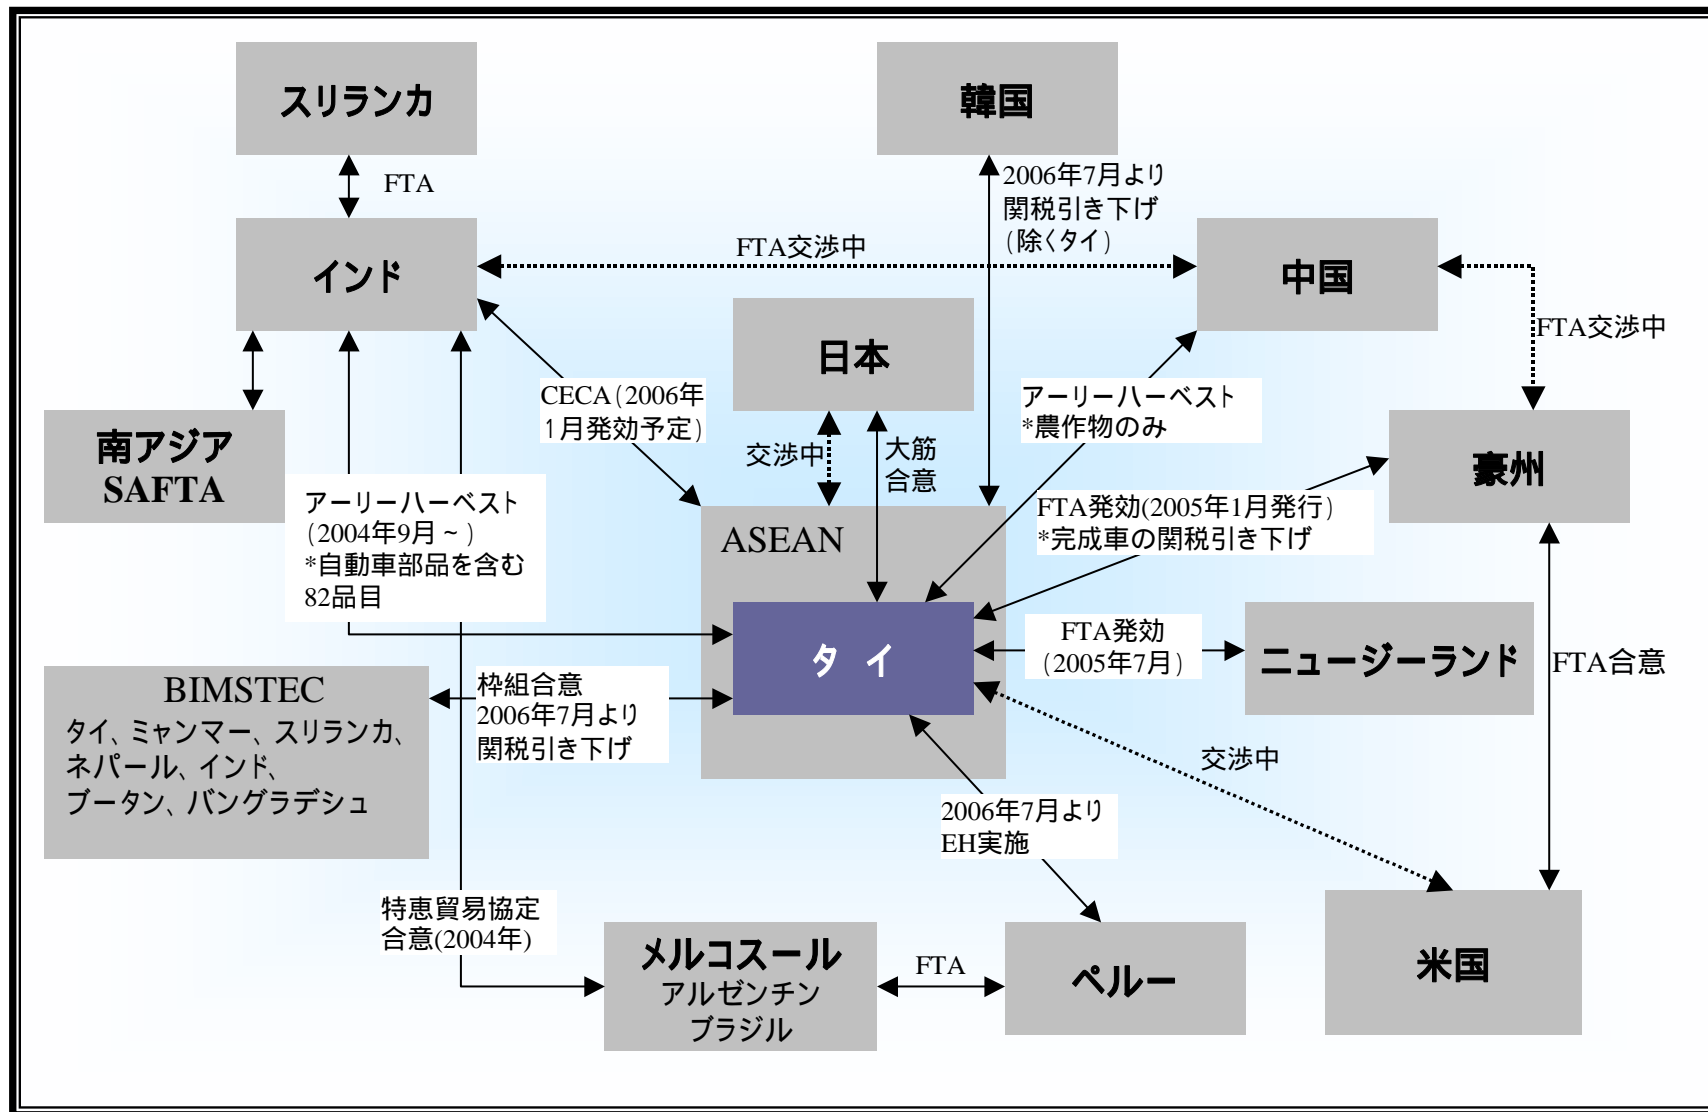 スリランカ
韓国
FTA
2006年7月より
関税引き下げ
(除くタイ)
インド
FTA交渉中
中国
FTA交渉中
日本
CECA(2006年
1月発効予定)
アーリーハーベスト
*農作物のみ
南アジア
SAFTA
交渉中
大筋
合意
豪州
アーリーハーベスト
(2004年9月~)
*自動車部品を含む
82品目
ASEAN
FTA発効(2005年1月発行)
*完成車の関税引き下げ
タ イ
FTA発効
(2005年7月)
ニュージーランド
FTA合意
BIMSTEC
タイ、ミャンマー、スリランカ、
ネパール、インド、
ブータン、バングラデシュ
枠組合意
2006年7月より
関税引き下げ
交渉中
2006年7月より
EH実施
特恵貿易協定
合意(2004年)
メルコスール
アルゼンチン
ブラジル
FTA
ペルー
米国